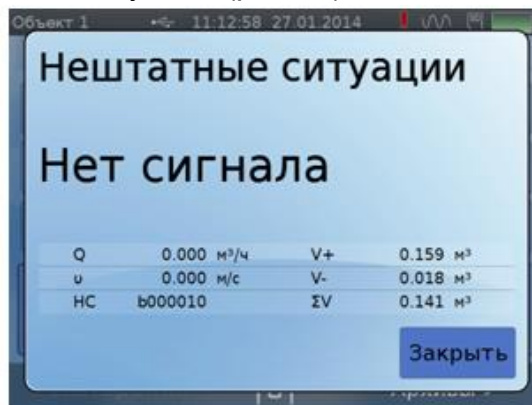 Объект 1 11:12:58 27.01.2014
Нештатные ситуации
Нет сигнала
Q 0.000 м³/ч V+ 0.159 м³
υ 0.000 м/с V- 0.018 м³
НС b000010 ΣV 0.141 м³
Закрыть